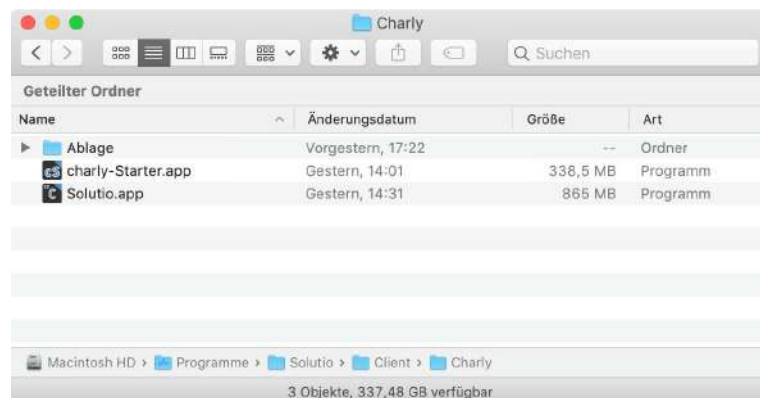 Charly
Suchen
Geteilter Ordner
Name Änderungsdatum Größe Art
Ablage Vorgestern, 17:22 -- Ordner
charly-Starter.app Gestern, 14:01 338,5 MB Programm
Solutio.app Gestern, 14:31 865 MB Programm
Macintosh HD › Programme › Solutio › Client › Charly
3 Objekte, 337,48 GB verfügbar